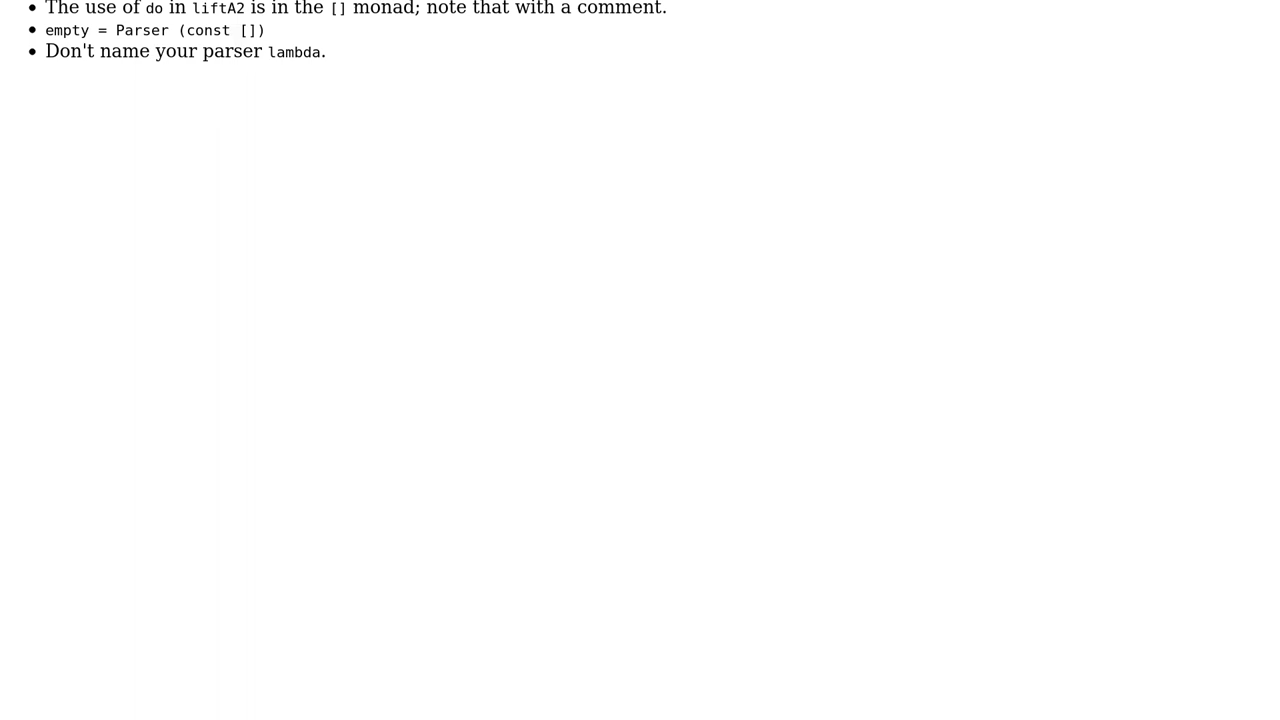 • The use of do in liftA2 is in the [] monad; note that with a comment.
• empty = Parser (const [])
• Don't name your parser lambda.